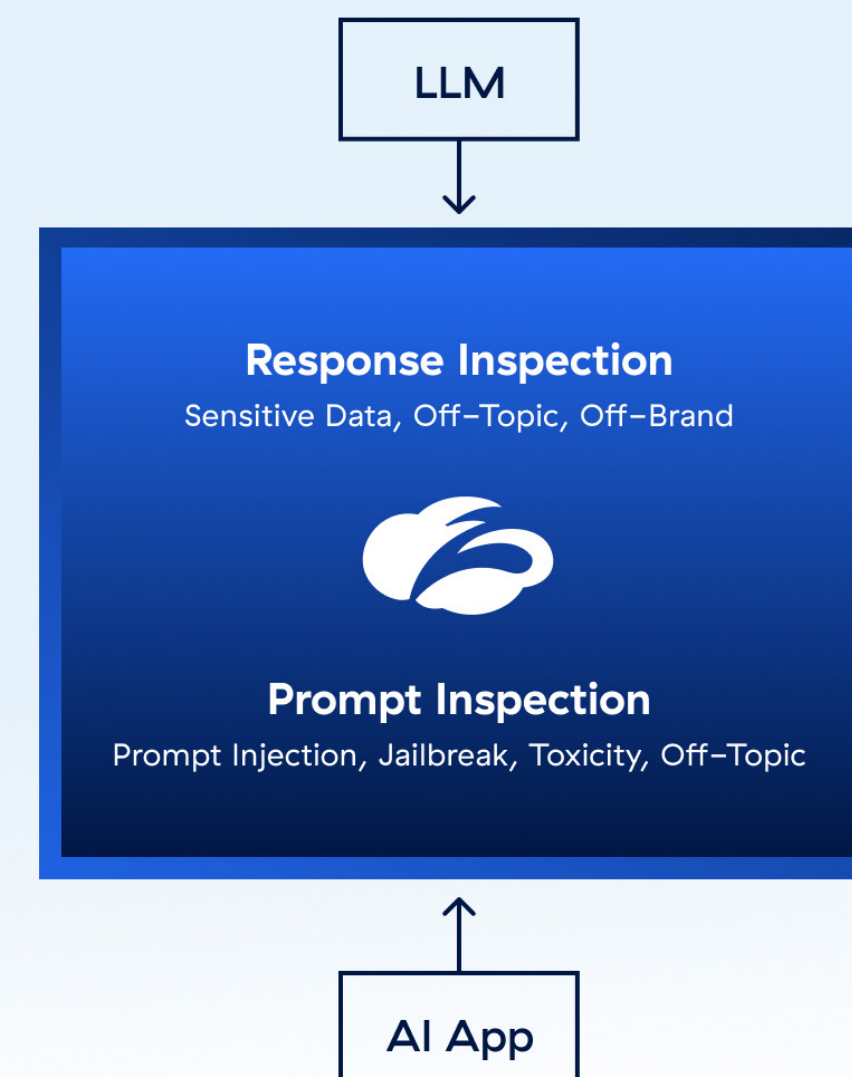 LLM
Response Inspection
Sensitive Data, Off-Topic, Off-Brand
Prompt Inspection
Prompt Injection, Jailbreak, Toxicity, Off-Topic
AI App